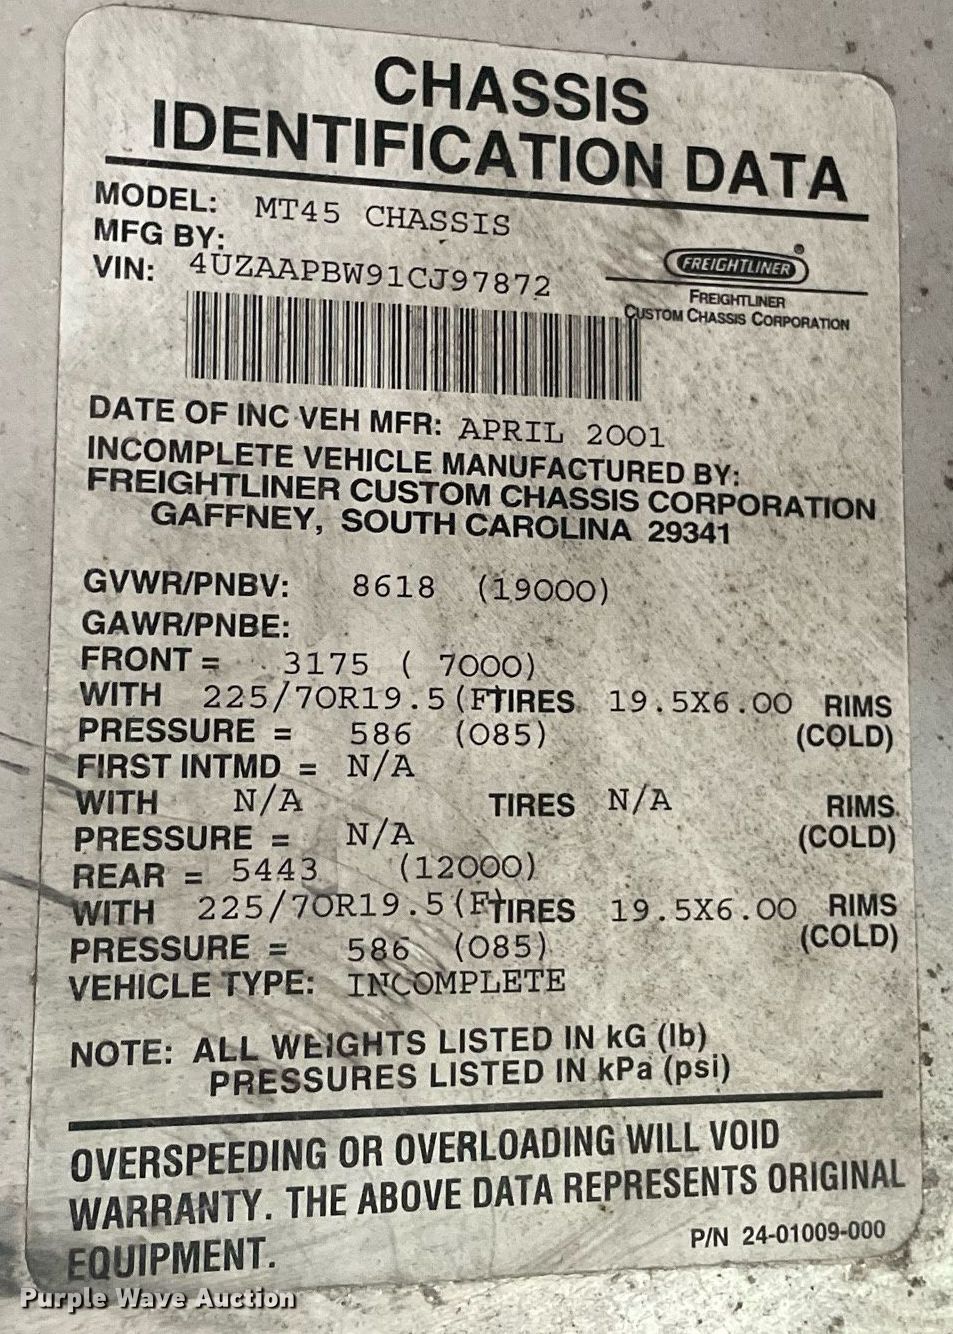 CHASSIS
IDENTIFICATION DATA
MODEL: MT45 CHASSIS
MFG BY:
VIN: 4UZAAPBW91CJ97872
FREIGHTLINER ®
FREIGHTLINER
CUSTOM CHASSIS CORPORATION
DATE OF INC VEH MFR: APRIL 2001
INCOMPLETE VEHICLE MANUFACTURED BY:
FREIGHTLINER CUSTOM CHASSIS CORPORATION
GAFFNEY, SOUTH CAROLINA 29341
GVWR/PNBV: 8618 (19000)
GAWR/PNBE:
FRONT = 3175 ( 7000)
WITH 225/70R19.5(F)TIRES 19.5X6.00 RIMS
PRESSURE = 586 (085) (COLD)
FIRST INTMD = N/A
WITH N/A TIRES N/A RIMS
PRESSURE = N/A (COLD)
REAR = 5443 (12000)
WITH 225/70R19.5(F)TIRES 19.5X6.00 RIMS
PRESSURE = 586 (085) (COLD)
VEHICLE TYPE: INCOMPLETE
NOTE: ALL WEIGHTS LISTED IN kG (lb)
PRESSURES LISTED IN kPa (psi)
OVERSPEEDING OR OVERLOADING WILL VOID
WARRANTY. THE ABOVE DATA REPRESENTS ORIGINAL
EQUIPMENT.
P/N 24-01009-000
Purple Wave Auction